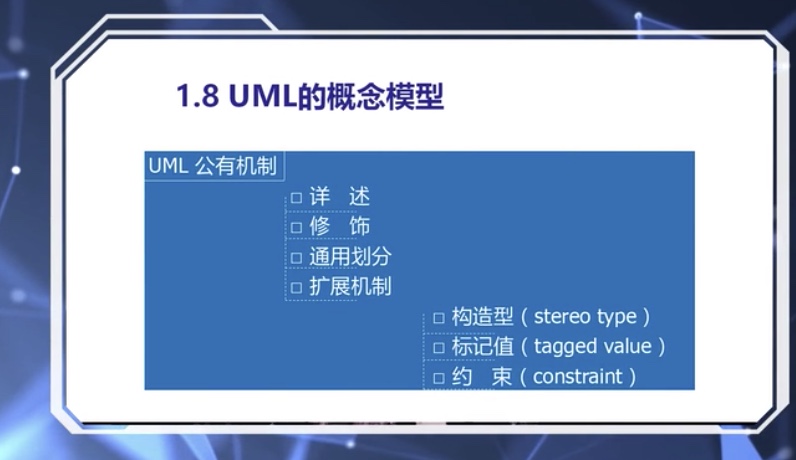 1.8 UML的概念模型
UML 公有机制
□ 详 述
□ 修 饰
□ 通用划分
□ 扩展机制
□ 构造型（stereo type）
□ 标记值（tagged value）
□ 约 束（constraint）